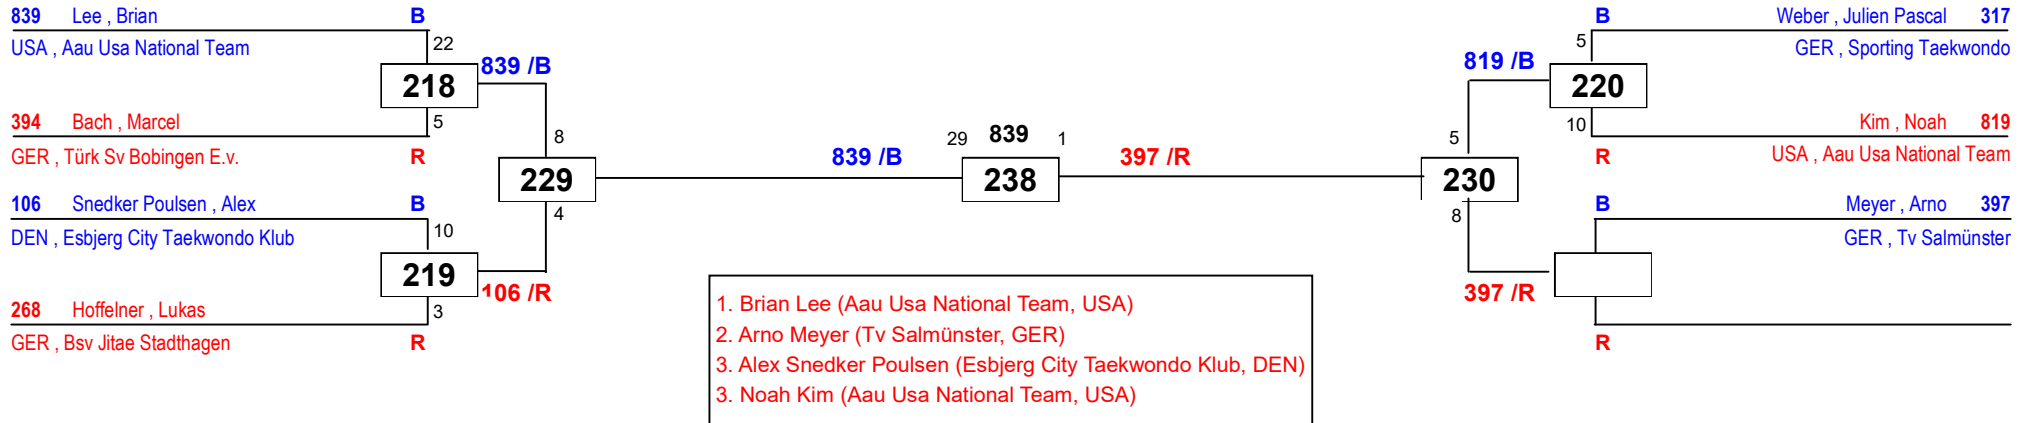 839 Lee , Brian B
USA , Aau Usa National Team
22
218
839 /B
5
394 Bach , Marcel
GER , Türk Sv Bobingen E.v. R
8
229
4
106 Snedker Poulsen , Alex B
DEN , Esbjerg City Taekwondo Klub
10
219
106 /R
3
268 Hoffelner , Lukas
GER , Bsv Jitae Stadthagen R
839 /B
29 839 1
238
397 /R
1. Brian Lee (Aau Usa National Team, USA)
2. Arno Meyer (Tv Salmünster, GER)
3. Alex Snedker Poulsen (Esbjerg City Taekwondo Klub, DEN)
3. Noah Kim (Aau Usa National Team, USA)
B Weber , Julien Pascal 317
GER , Sporting Taekwondo
5
819 /B
220
10
Kim , Noah 819
R USA , Aau Usa National Team
5
230
8
B Meyer , Arno 397
GER , Tv Salmünster
397 /R
R